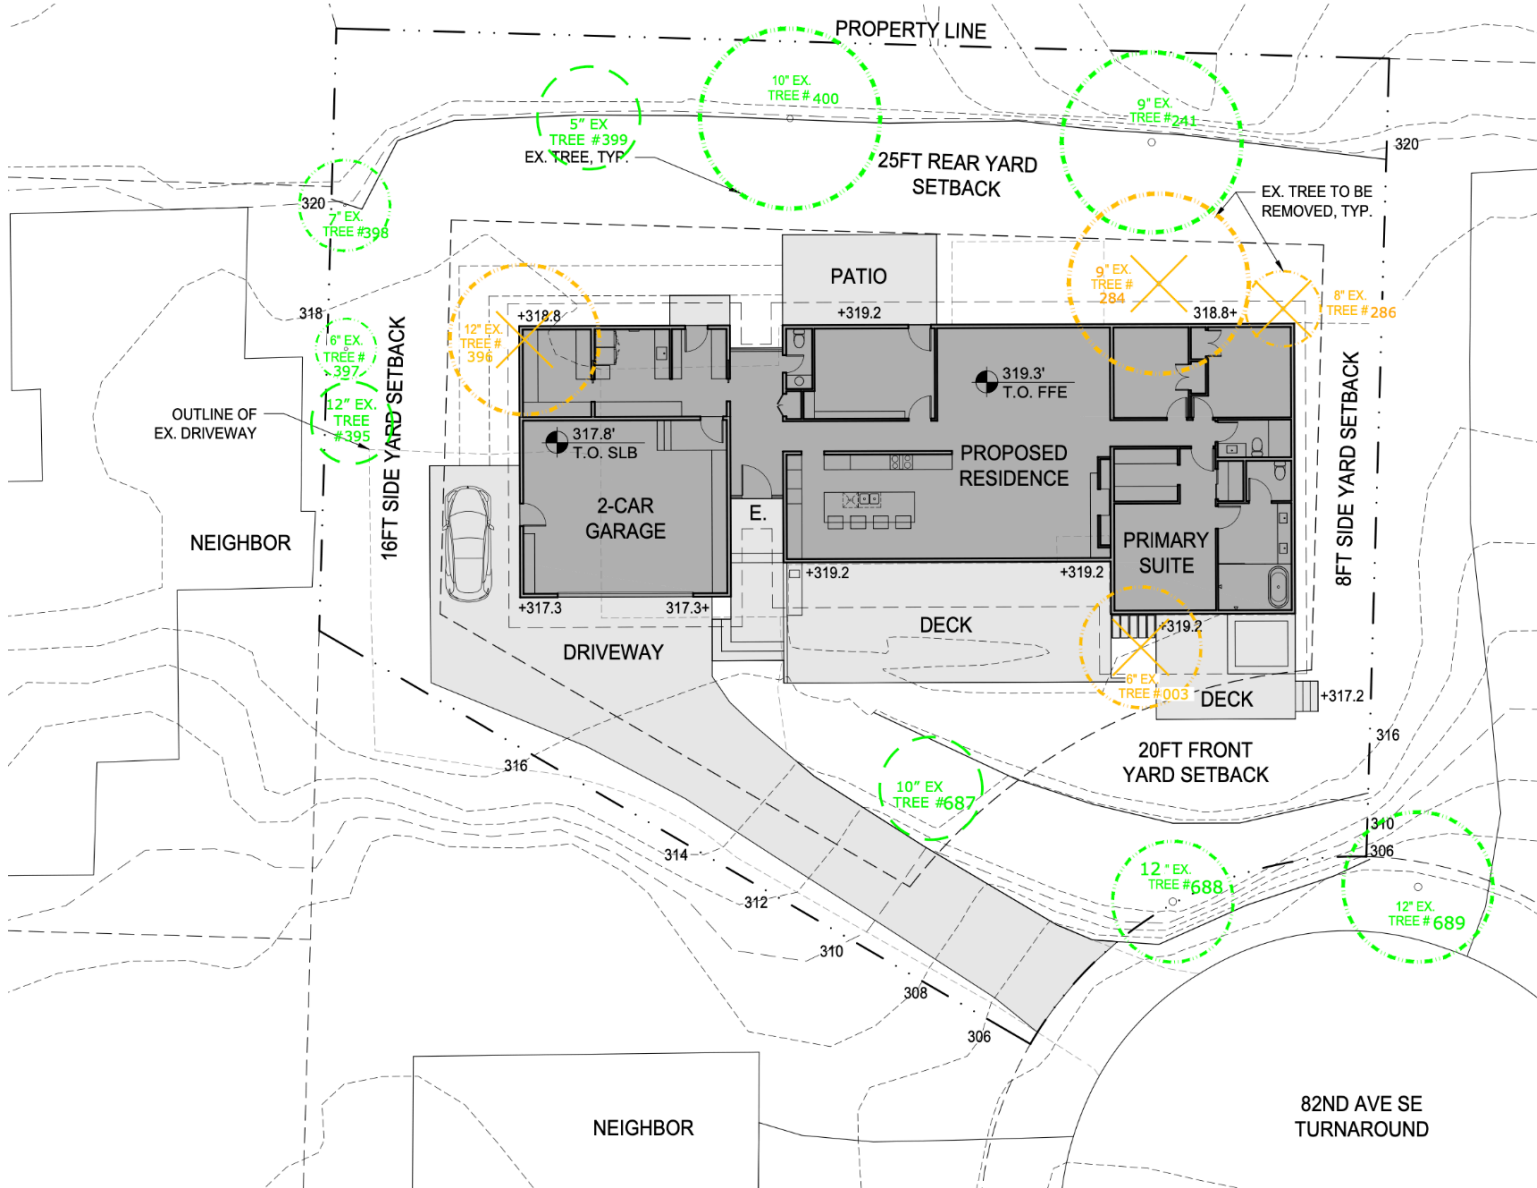 PROPERTY LINE
10" EX.
TREE # 400
9" EX.
TREE #241
5" EX
TREE #399
EX. TREE, TYP.
25FT REAR YARD
SETBACK
320
EX. TREE TO BE
REMOVED, TYP.
320
7" EX.
TREE #398
PATIO
9" EX.
TREE #
284
8" EX.
TREE # 286
318
+318.8
+319.2
318.8+
12" EX.
TREE #
396
6" EX.
TREE #
397
12" EX.
TREE
#395
16FT SIDE YARD SETBACK
8FT SIDE YARD SETBACK
OUTLINE OF
EX. DRIVEWAY
319.3'
T.O. FFE
317.8'
T.O. SLB
PROPOSED
RESIDENCE
2-CAR
GARAGE
E.
NEIGHBOR
PRIMARY
SUITE
+319.2
+319.2
+317.3
317.3+
DECK
+319.2
DRIVEWAY
6" EX.
TREE #003
DECK
+317.2
316
20FT FRONT
YARD SETBACK
316
10" EX
TREE #687
310
306
314
12 " EX.
TREE #688
312
12" EX.
TREE # 689
310
308
306
82ND AVE SE
TURNAROUND
NEIGHBOR